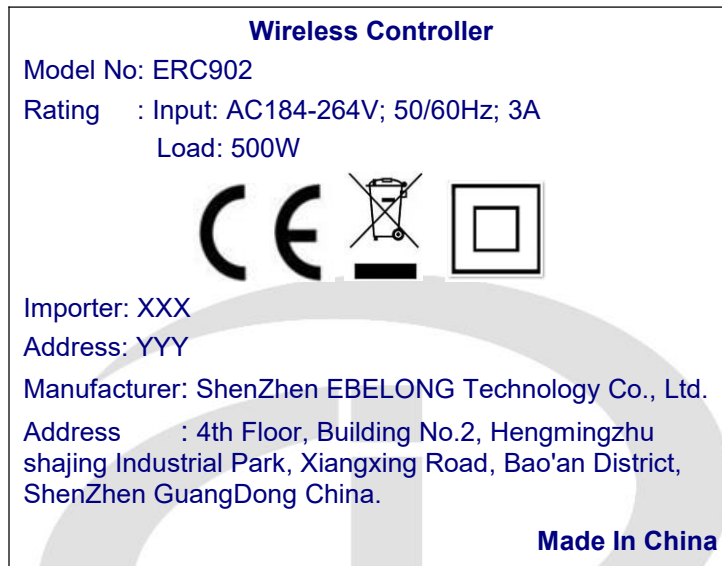 Wireless Controller
Model No: ERC902
Rating : Input: AC184-264V; 50/60Hz; 3A
Load: 500W
CE
Importer: XXX
Address: YYY
Manufacturer: ShenZhen EBELONG Technology Co., Ltd.
Address : 4th Floor, Building No.2, Hengmingzhu
shajing Industrial Park, Xiangxing Road, Bao'an District,
ShenZhen GuangDong China.
Made In China